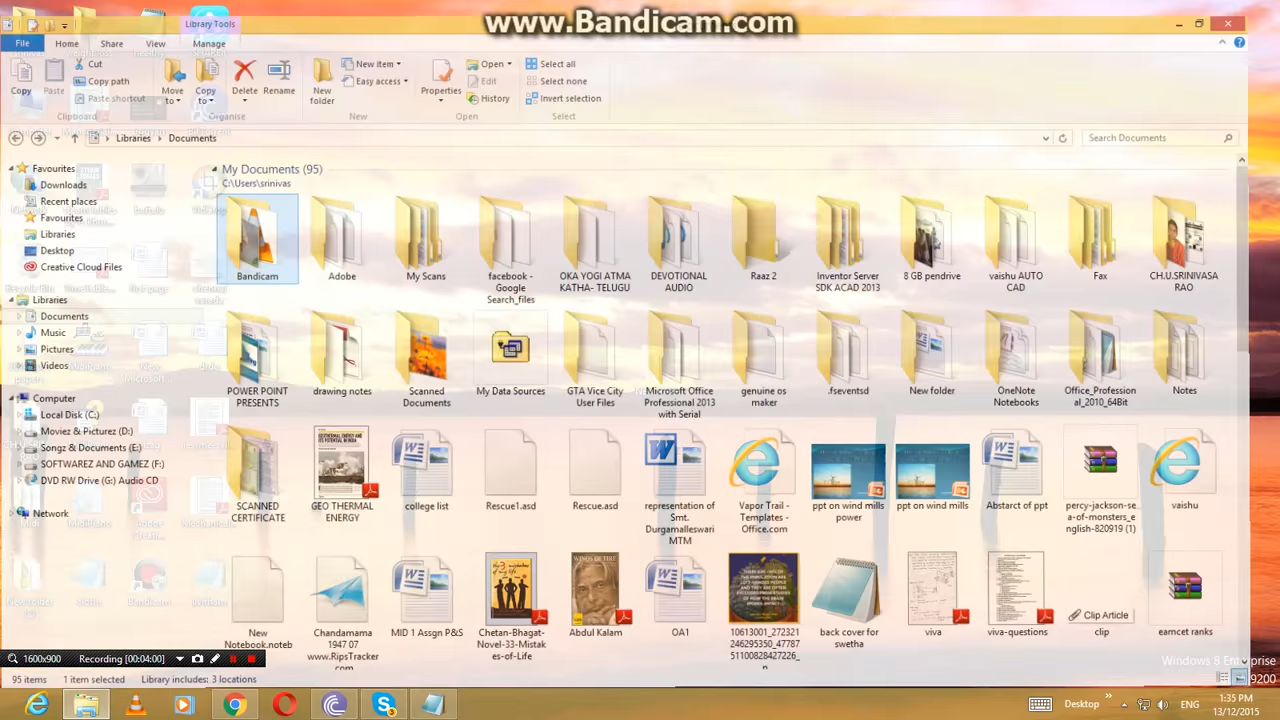 www.Bandicam.com
Library Tools
File
Home
Share
View
Manage
Copy
Paste
Cut
Copy path
Paste shortcut
Clipboard
Move to
Copy to
Delete
Rename
Organise
New folder
New item
Easy access
New
Properties
Open
Edit
History
Open
Select all
Select none
Invert selection
Select
Libraries
Documents
Search Documents
Favourites
Downloads
Recent places
Favourites
Libraries
Desktop
Creative Cloud Files
Libraries
Documents
Music
Pictures
Videos
Computer
Local Disk (C:)
Moviez & Picturez (D:)
Songz & Documents (E:)
SOFTWAREZ AND GAMEZ (F:)
DVD RW Drive (G:) Audio CD
Network
My Documents (95)
C:\Users\srinivas
Bandicam
Adobe
My Scans
facebook - Google Search_files
OKA YOGI ATMA KATHA- TELUGU
DEVOTIONAL AUDIO
Raaz 2
Inventor Server SDK ACAD 2013
8 GB pendrive
vaishu AUTO CAD
Fax
CH.U.SRINIVASA RAO
POWER POINT PRESENTS
drawing notes
Scanned Documents
My Data Sources
GTA Vice City User Files
Microsoft Office Professional 2013 with Serial
genuine os maker
.fseventsd
New folder
OneNote Notebooks
Office_Profession al_2010_64Bit
Notes
SCANNED CERTIFICATE
GEO THERMAL ENERGY
college list
Rescue1.asd
Rescue.asd
representation of Smt. Durgamalleswari MTM
Vapor Trail - Templates - Office.com
ppt on wind mills power
ppt on wind mills
Abstarct of ppt
percy-jackson-se a-of-monsters_e nglish-820919 (1)
vaishu
New Notebook.noteb
Chandamama 1947 07 www.RipsTracker.
MID 1 Assgn P&S
Chetan-Bhagat- Novel-33-Mistak es-of-Life
Abdul Kalam
OA1
10613001_272321 246295350_47787 51100828427226_
back cover for swetha
viva
viva-questions
Clip Article
clip
eamcet ranks
1600x900
Recording [00:04:00]
Windows 8 Enterprise
9200
95 items
1 item selected
Library includes: 3 locations
Desktop
ENG
1:35 PM
13/12/2015